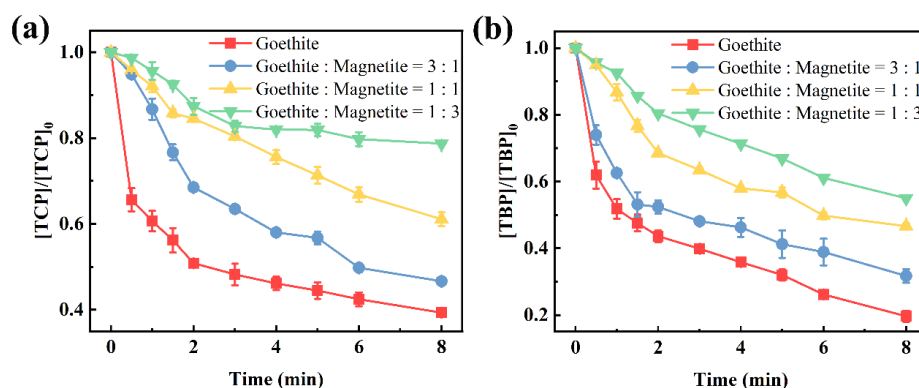 (a)
Goethite
Goethite : Magnetite = 3 : 1
Goethite : Magnetite = 1 : 1
Goethite : Magnetite = 1 : 3
[TCP]/[TCP]0
1.0
0.8
0.6
0.4
0 2 4 6 8
Time (min)
(b)
Goethite
Goethite : Magnetite = 3 : 1
Goethite : Magnetite = 1 : 1
Goethite : Magnetite = 1 : 3
[TBP]/[TBP]0
1.0
0.8
0.6
0.4
0.2
0 2 4 6 8
Time (min)